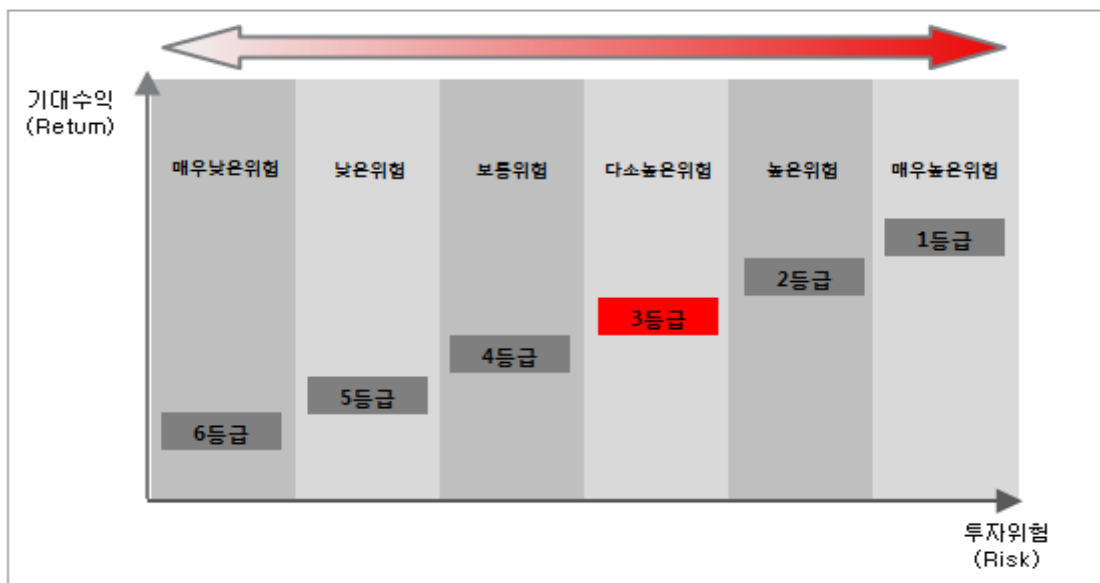 기대수익
(Return)
매우낮은위험
낮은위험
보통위험
다소높은위험
높은위험
매우높은위험
1등급
2등급
3등급
4등급
5등급
6등급
투자위험
(Risk)